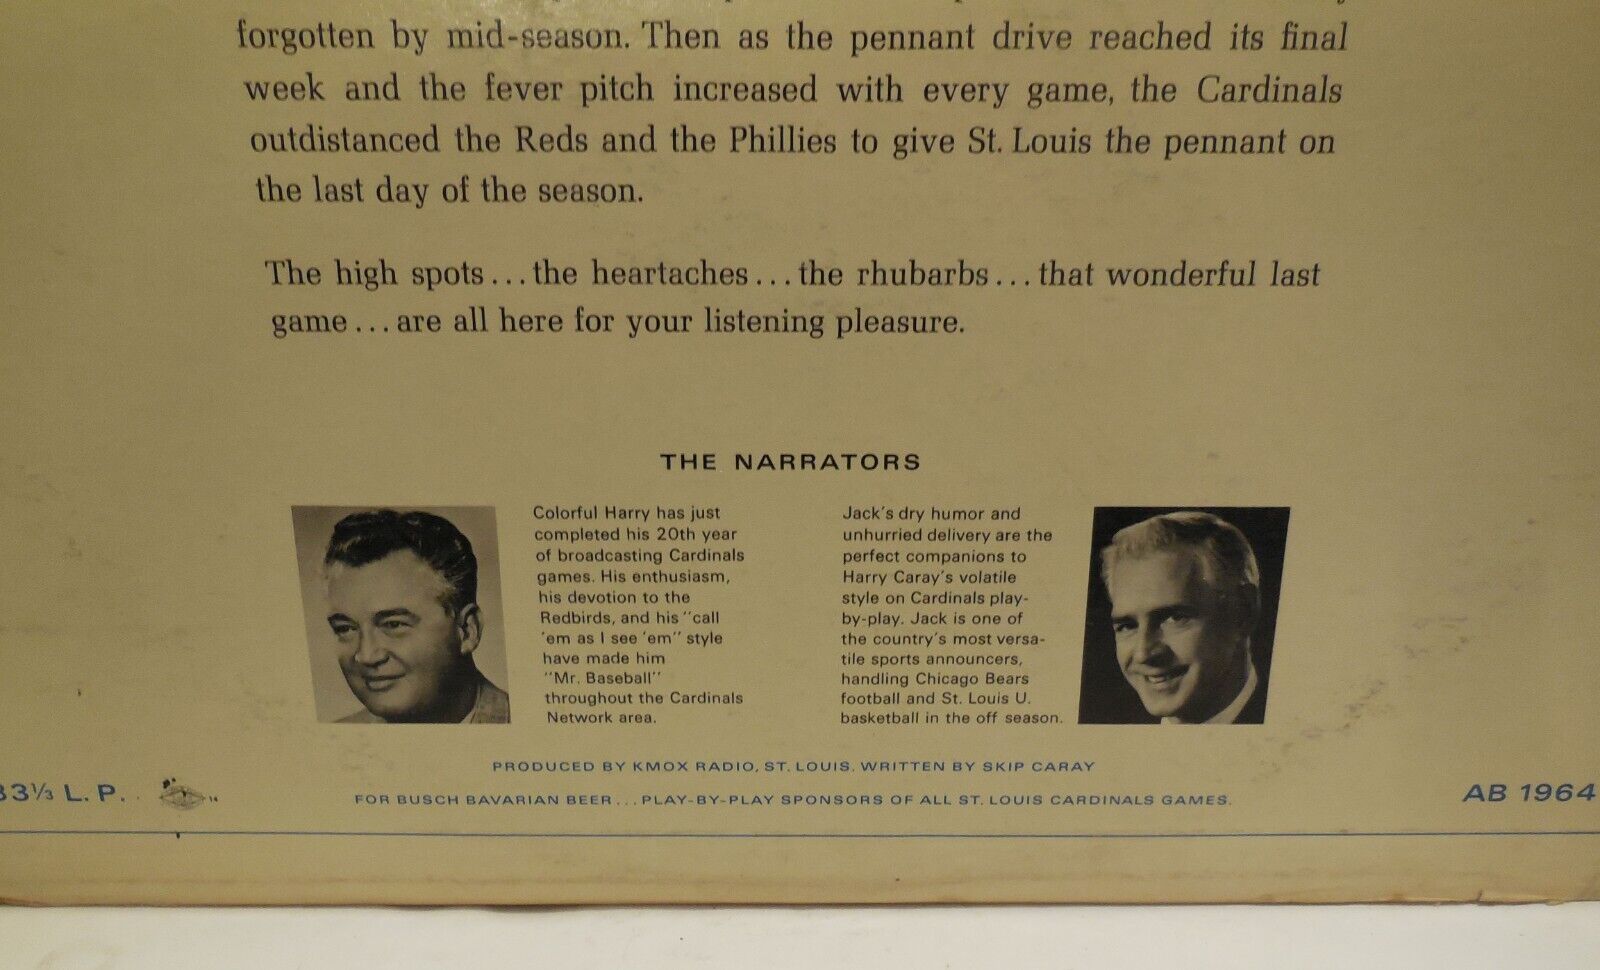 forgotten by mid-season. Then as the pennant drive reached its final
week and the fever pitch increased with every game, the Cardinals
outdistanced the Reds and the Phillies to give St. Louis the pennant on
the last day of the season.
The high spots...the heartaches...the rhubarbs...that wonderful last
game...are all here for your listening pleasure.
THE NARRATORS
Colorful Harry has just
completed his 20th year
of broadcasting Cardinals
games. His enthusiasm,
his devotion to the
Redbirds, and his "call
'em as I see 'em" style
have made him
"Mr. Baseball"
throughout the Cardinals
Network area.
Jack's dry humor and
unhurried delivery are the
perfect companions to
Harry Caray's volatile
style on Cardinals play-
by-play. Jack is one of
the country's most versa-
tile sports announcers,
handling Chicago Bears
football and St. Louis U.
basketball in the off season.
PRODUCED BY KMOX RADIO, ST. LOUIS. WRITTEN BY SKIP CARAY
33⅓ L. P.
FOR BUSCH BAVARIAN BEER...PLAY-BY-PLAY SPONSORS OF ALL ST. LOUIS CARDINALS GAMES.
AB 1964